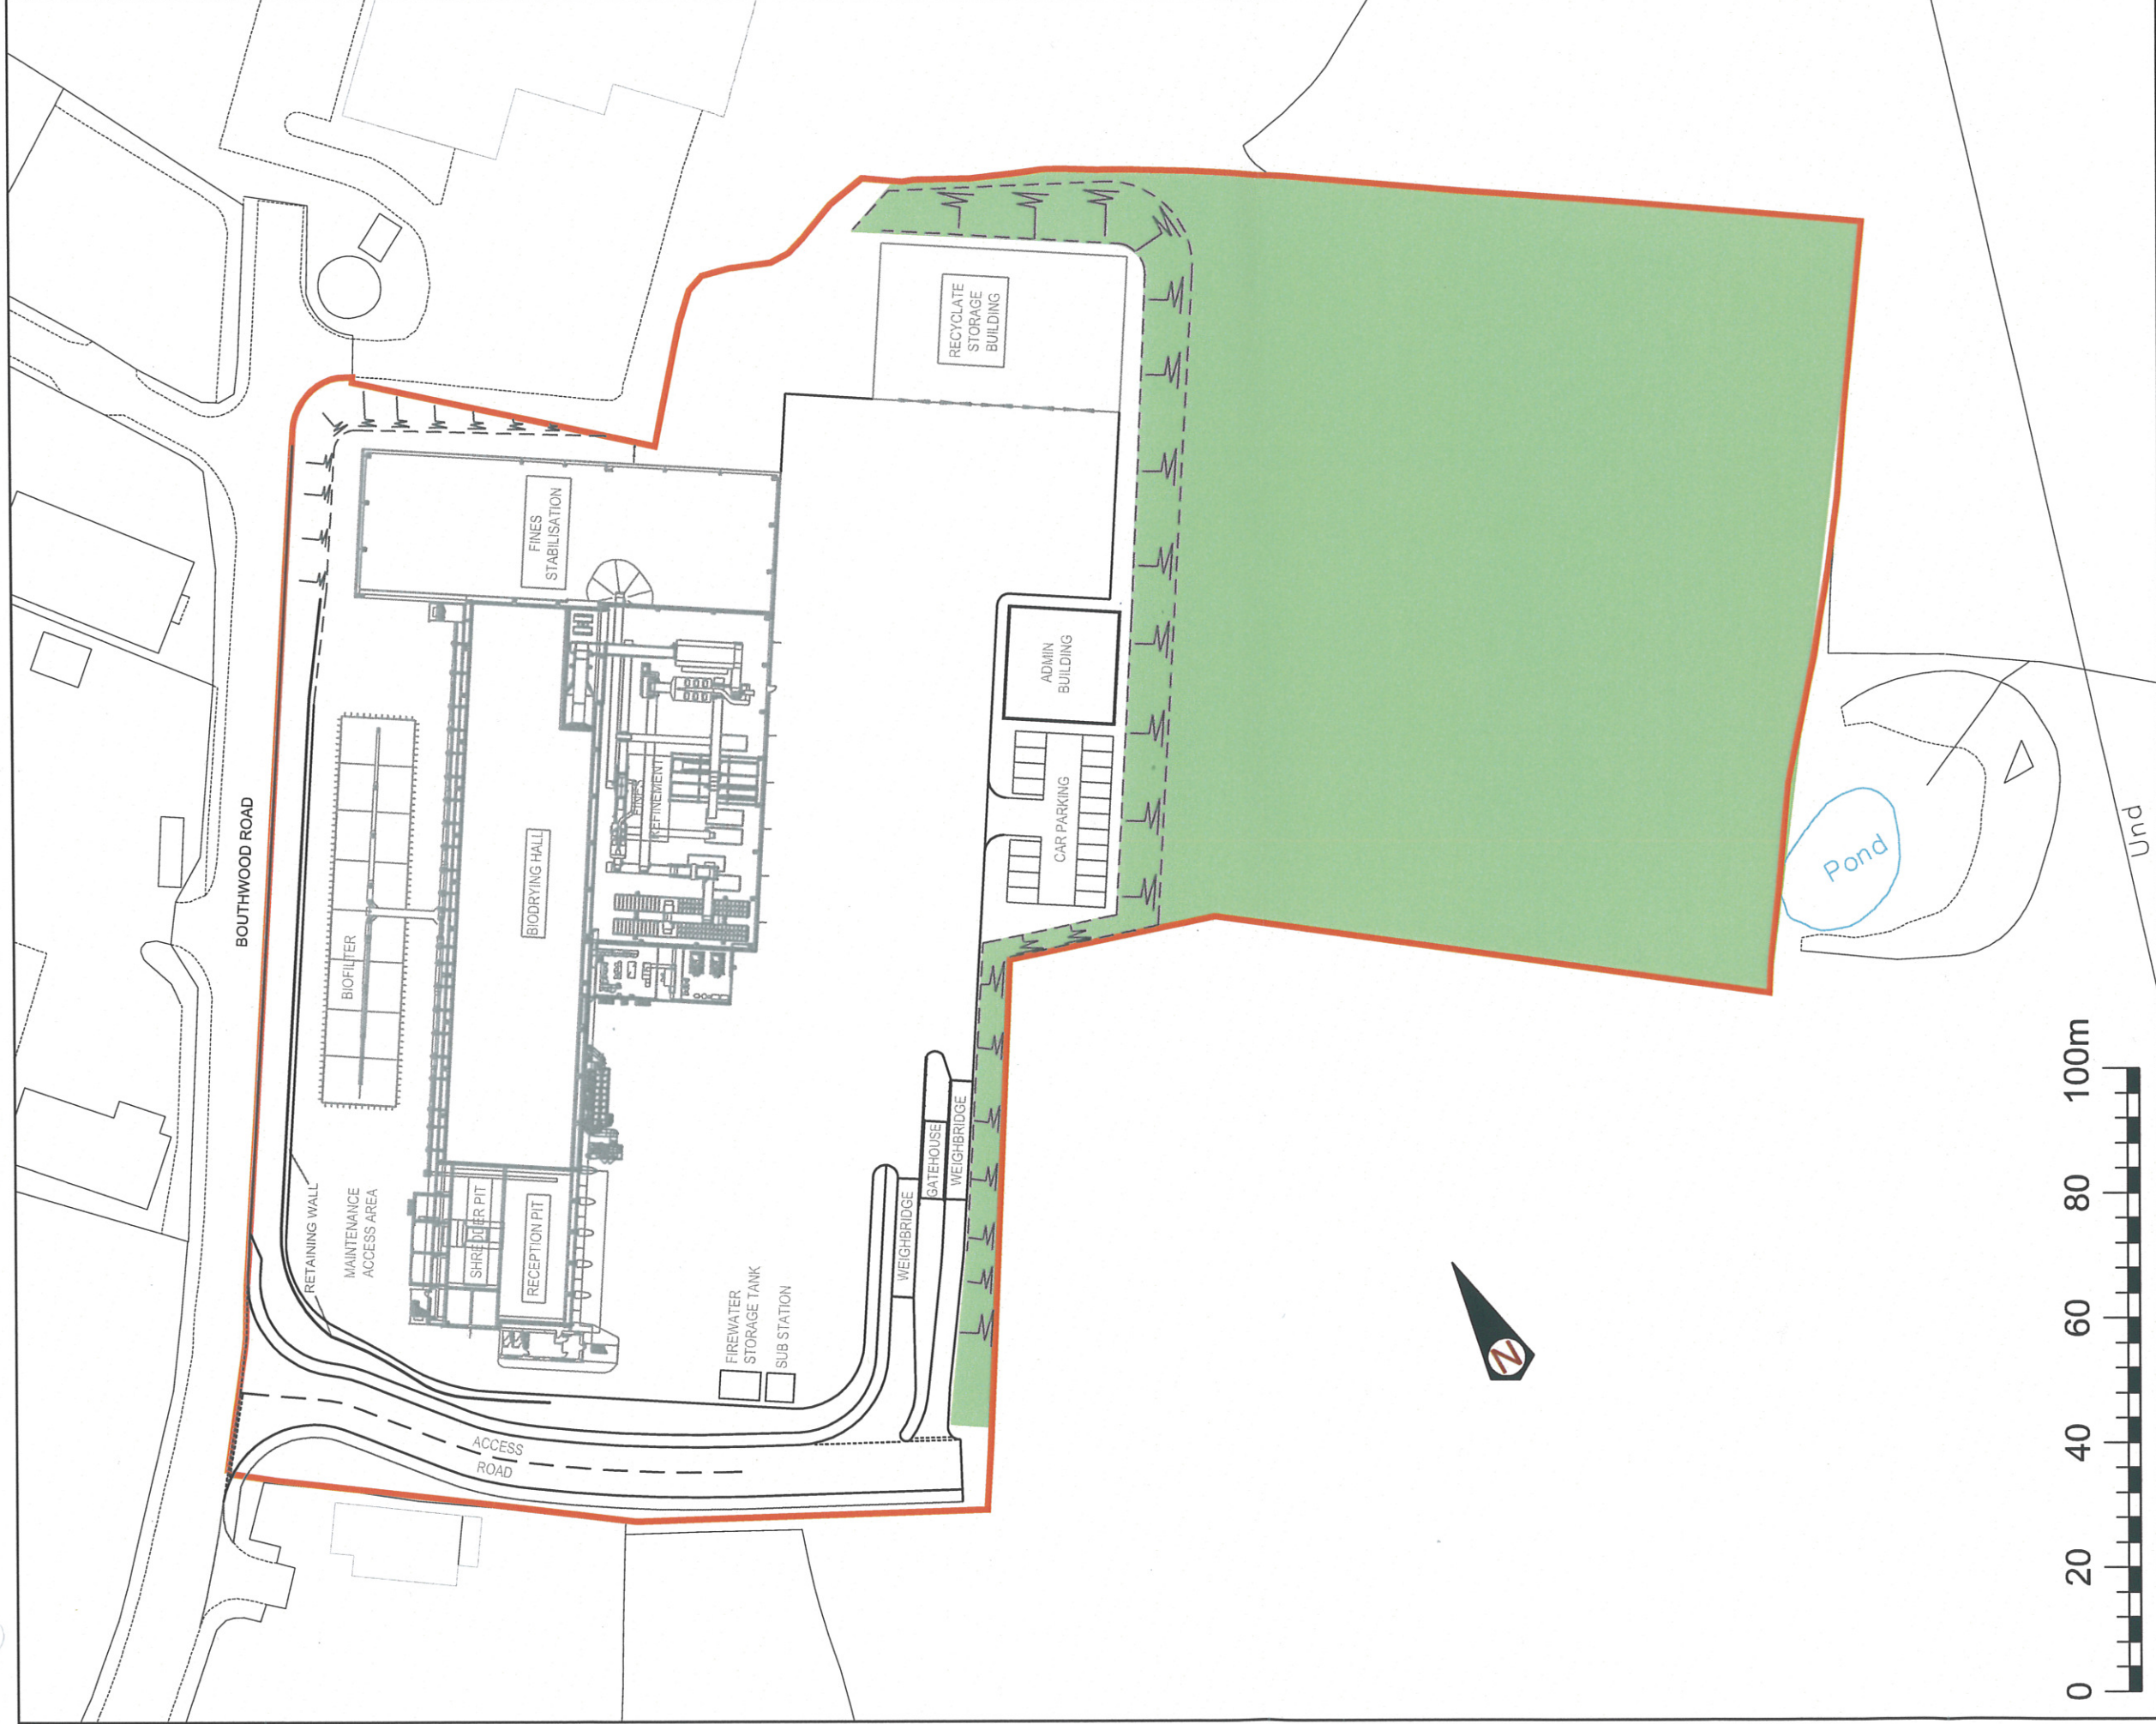 BOUTHWOOD ROAD
RETAINING WALL
MAINTENANCE
ACCESS AREA
BIOFILTER
FINES
STABILISATION
BIODRYING HALL
FINES
REFINEMENT
SHREDDER PIT
RECEPTION PIT
ACCESS
ROAD
FIREWATER
STORAGE TANK
SUB STATION
WEIGHBRIDGE
GATEHOUSE
WEIGHBRIDGE
RECYCLATE
STORAGE
BUILDING
ADMIN
BUILDING
CAR PARKING
Pond
Und
N
0 20 40 60 80 100m